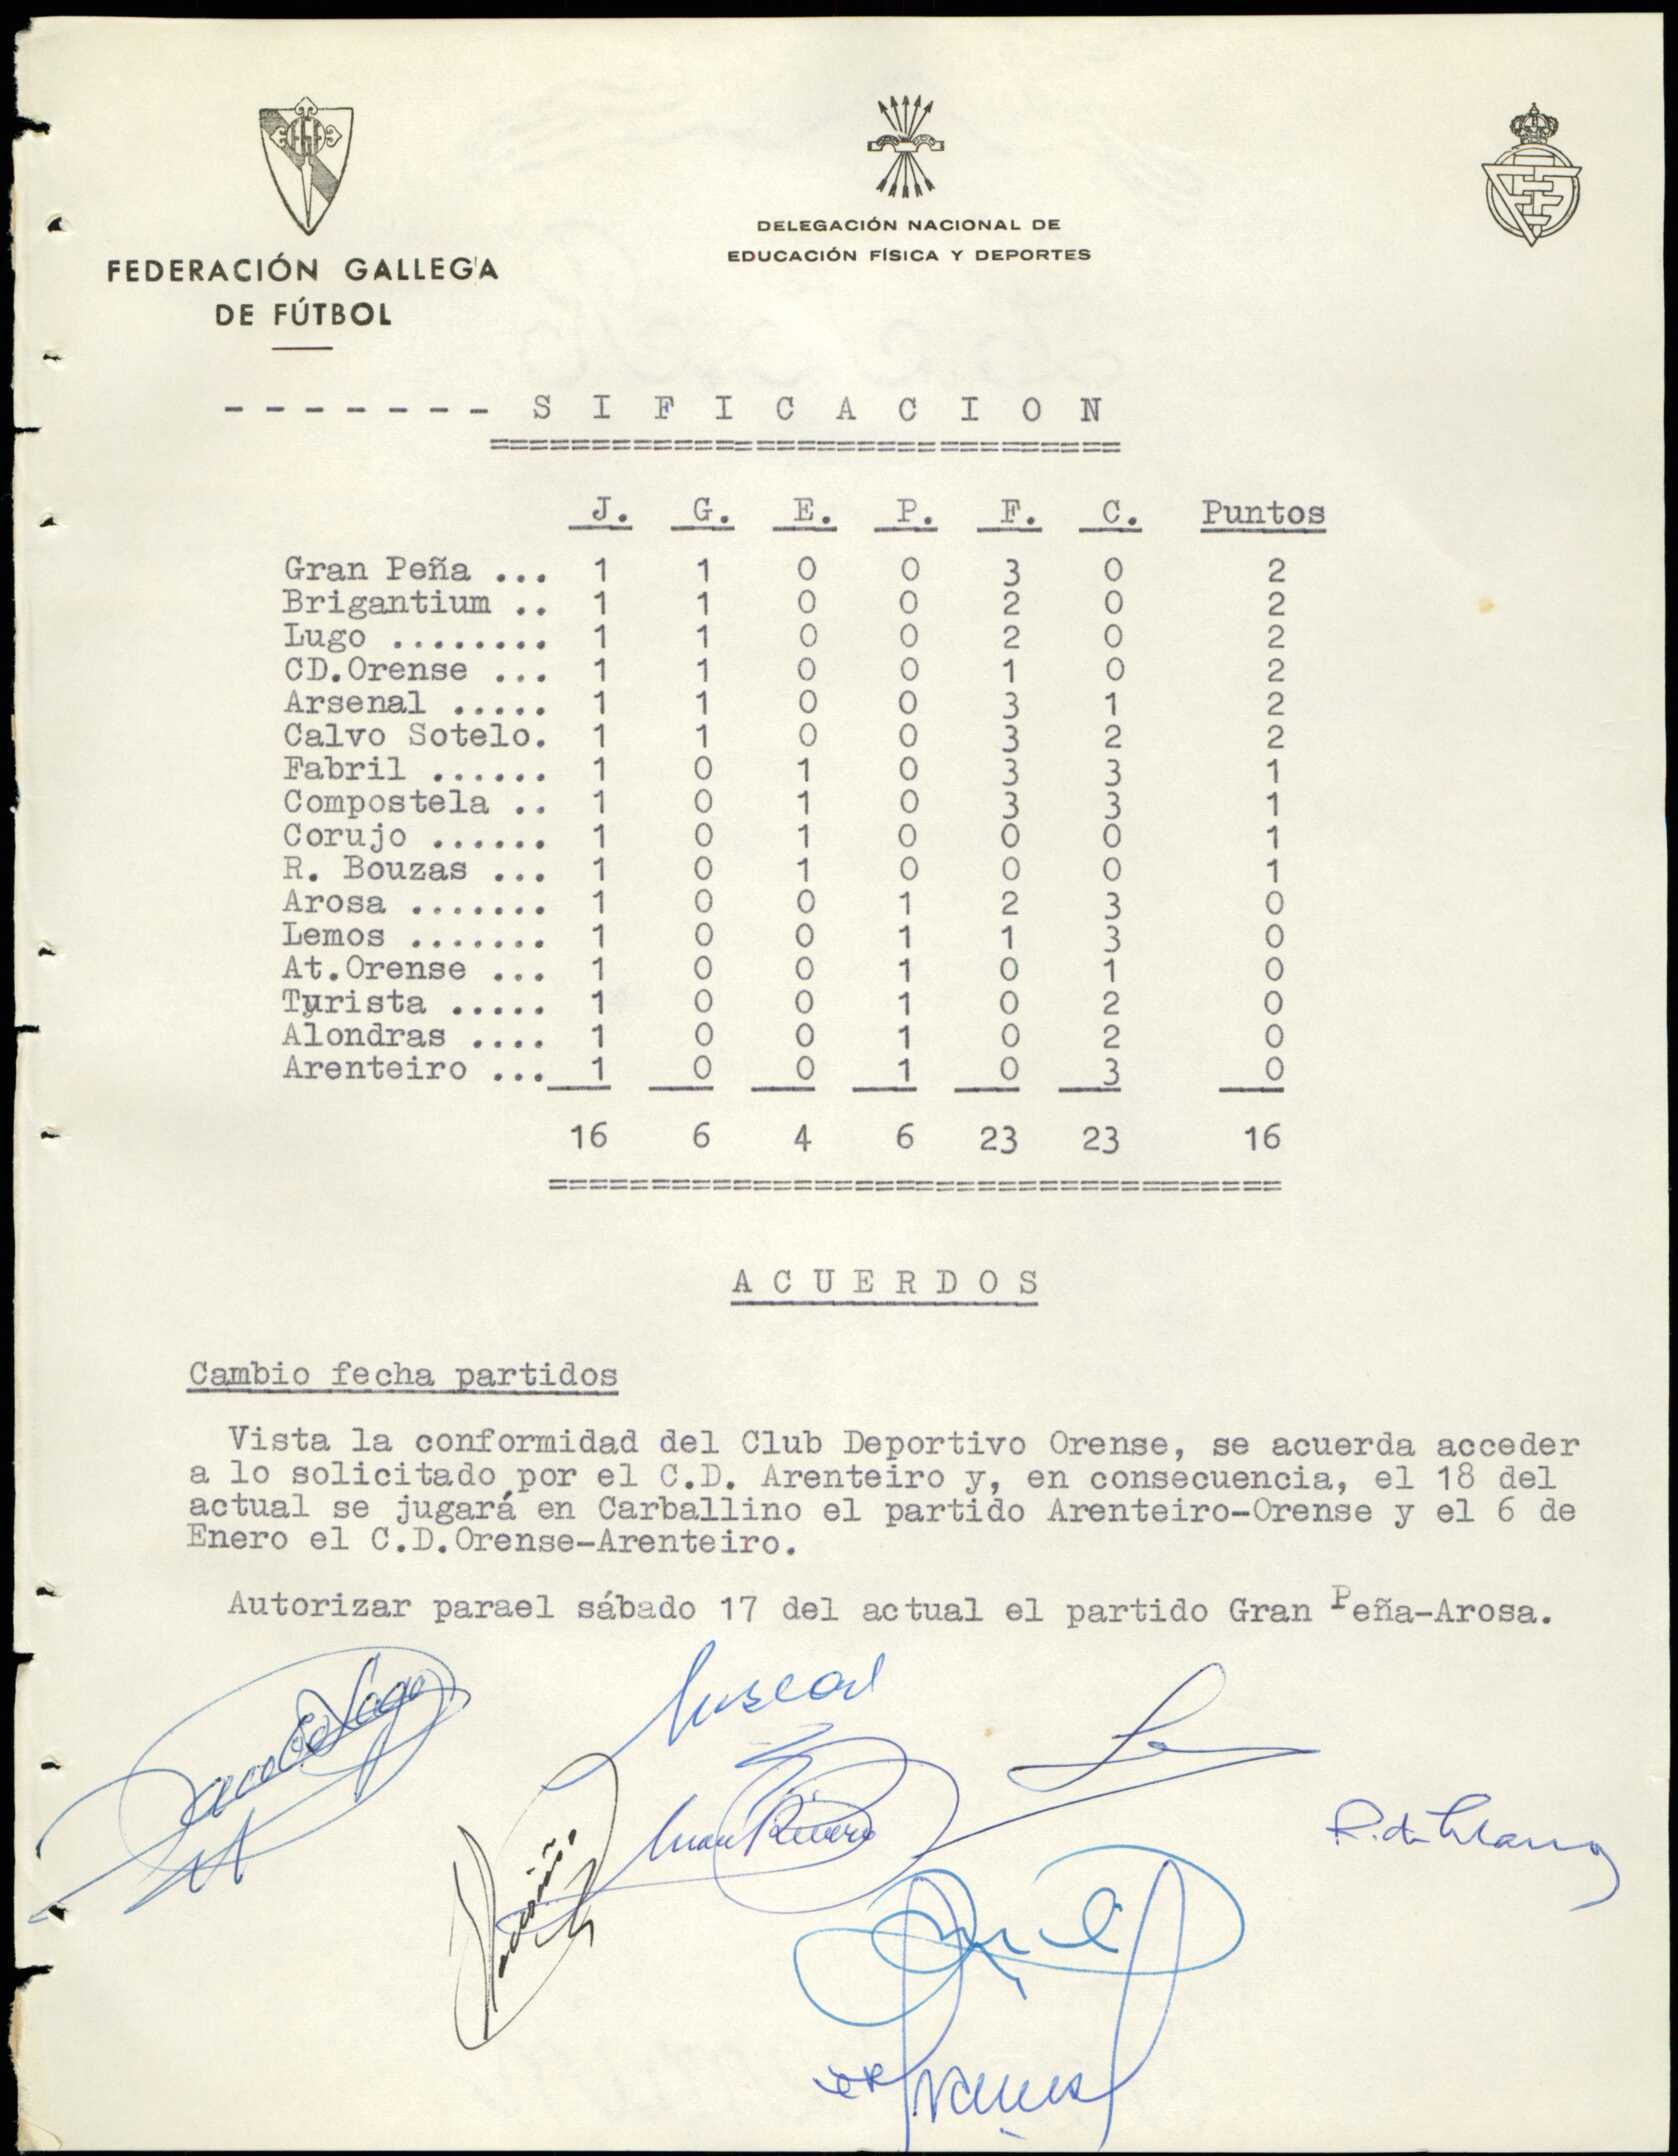 FEDERACIÓN GALLEGA
DE FÚTBOL
DELEGACIÓN NACIONAL DE
EDUCACIÓN FÍSICA Y DEPORTES
- - - - - - - S I F I C A C I O N
===============================
J. G. E. P. F. C. Puntos
Gran Peña ... 1 1 0 0 3 0 2
Brigantium .. 1 1 0 0 2 0 2
Lugo ........ 1 1 0 0 2 0 2
CD.Orense ... 1 1 0 0 1 0 2
Arsenal ..... 1 1 0 0 3 1 2
Calvo Sotelo. 1 1 0 0 3 2 2
Fabril ...... 1 0 1 0 3 3 1
Compostela .. 1 0 1 0 3 3 1
Corujo ...... 1 0 1 0 0 0 1
R. Bouzas ... 1 0 1 0 0 0 1
Arosa ....... 1 0 0 1 2 3 0
Lemos ....... 1 0 0 1 1 3 0
At.Orense ... 1 0 0 1 0 1 0
Turista ..... 1 0 0 1 0 2 0
Alondras .... 1 0 0 1 0 2 0
Arenteiro ... 1 0 0 1 0 3 0
16 6 4 6 23 23 16
====================================
A C U E R D O S
Cambio fecha partidos
Vista la conformidad del Club Deportivo Orense, se acuerda acceder
a lo solicitado por el C.D. Arenteiro y, en consecuencia, el 18 del
actual se jugará en Carballino el partido Arenteiro-Orense y el 6 de
Enero el C.D.Orense-Arenteiro.
Autorizar parael sábado 17 del actual el partido Gran Peña-Arosa.
Juan Rivero